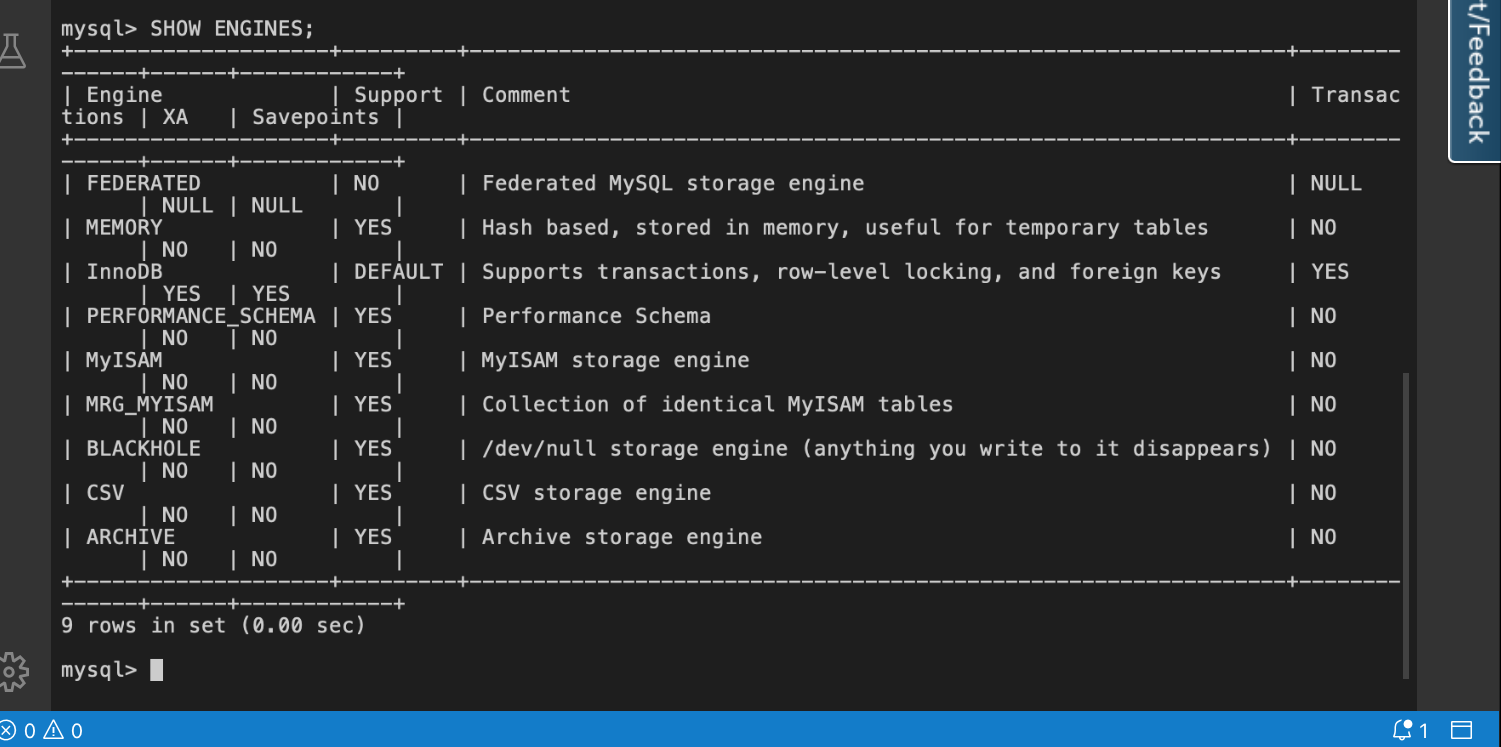 mysql> SHOW ENGINES;
+--------------------+---------+----------------------------------------------------------------+--------
------+------+------------+
| Engine             | Support | Comment                                                        | Transac
tions | XA   | Savepoints |
+--------------------+---------+----------------------------------------------------------------+--------
------+------+------------+
| FEDERATED          | NO      | Federated MySQL storage engine                                 | NULL
      | NULL | NULL       |
| MEMORY             | YES     | Hash based, stored in memory, useful for temporary tables      | NO
      | NO   | NO         |
| InnoDB             | DEFAULT | Supports transactions, row-level locking, and foreign keys     | YES
      | YES  | YES        |
| PERFORMANCE_SCHEMA | YES     | Performance Schema                                             | NO
      | NO   | NO         |
| MyISAM             | YES     | MyISAM storage engine                                          | NO
      | NO   | NO         |
| MRG_MYISAM         | YES     | Collection of identical MyISAM tables                          | NO
      | NO   | NO         |
| BLACKHOLE          | YES     | /dev/null storage engine (anything you write to it disappears) | NO
      | NO   | NO         |
| CSV                | YES     | CSV storage engine                                             | NO
      | NO   | NO         |
| ARCHIVE            | YES     | Archive storage engine                                         | NO
      | NO   | NO         |
+--------------------+---------+----------------------------------------------------------------+--------
------+------+------------+
9 rows in set (0.00 sec)
mysql>
t/Feedback
0 0
1